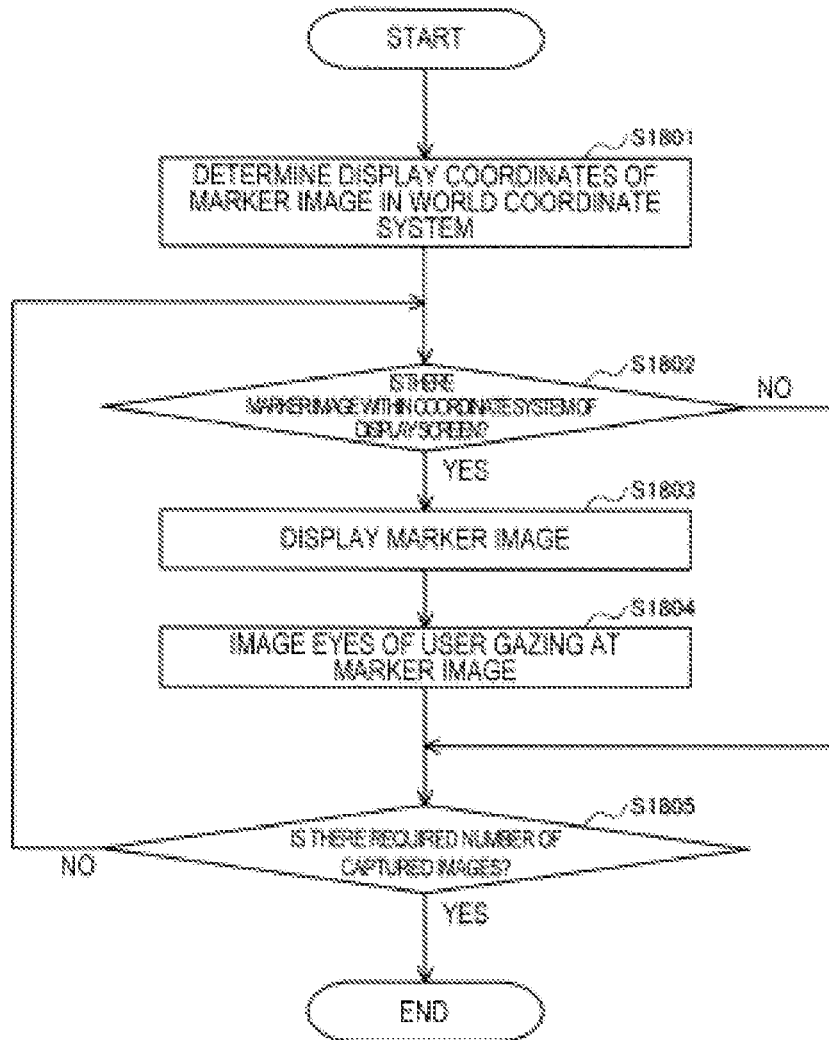 START
S1801
DETERMINE DISPLAY COORDINATES OF
MARKER IMAGE IN WORLD COORDINATE
SYSTEM
S1802
IS THERE
MARKER IMAGE WITHIN COORDINATE SYSTEM OF
DISPLAY SCREEN?
NO
YES
S1803
DISPLAY MARKER IMAGE
S1804
IMAGE EYES OF USER GAZING AT
MARKER IMAGE
S1805
IS THERE REQUIRED NUMBER OF
CAPTURED IMAGES?
NO
YES
END